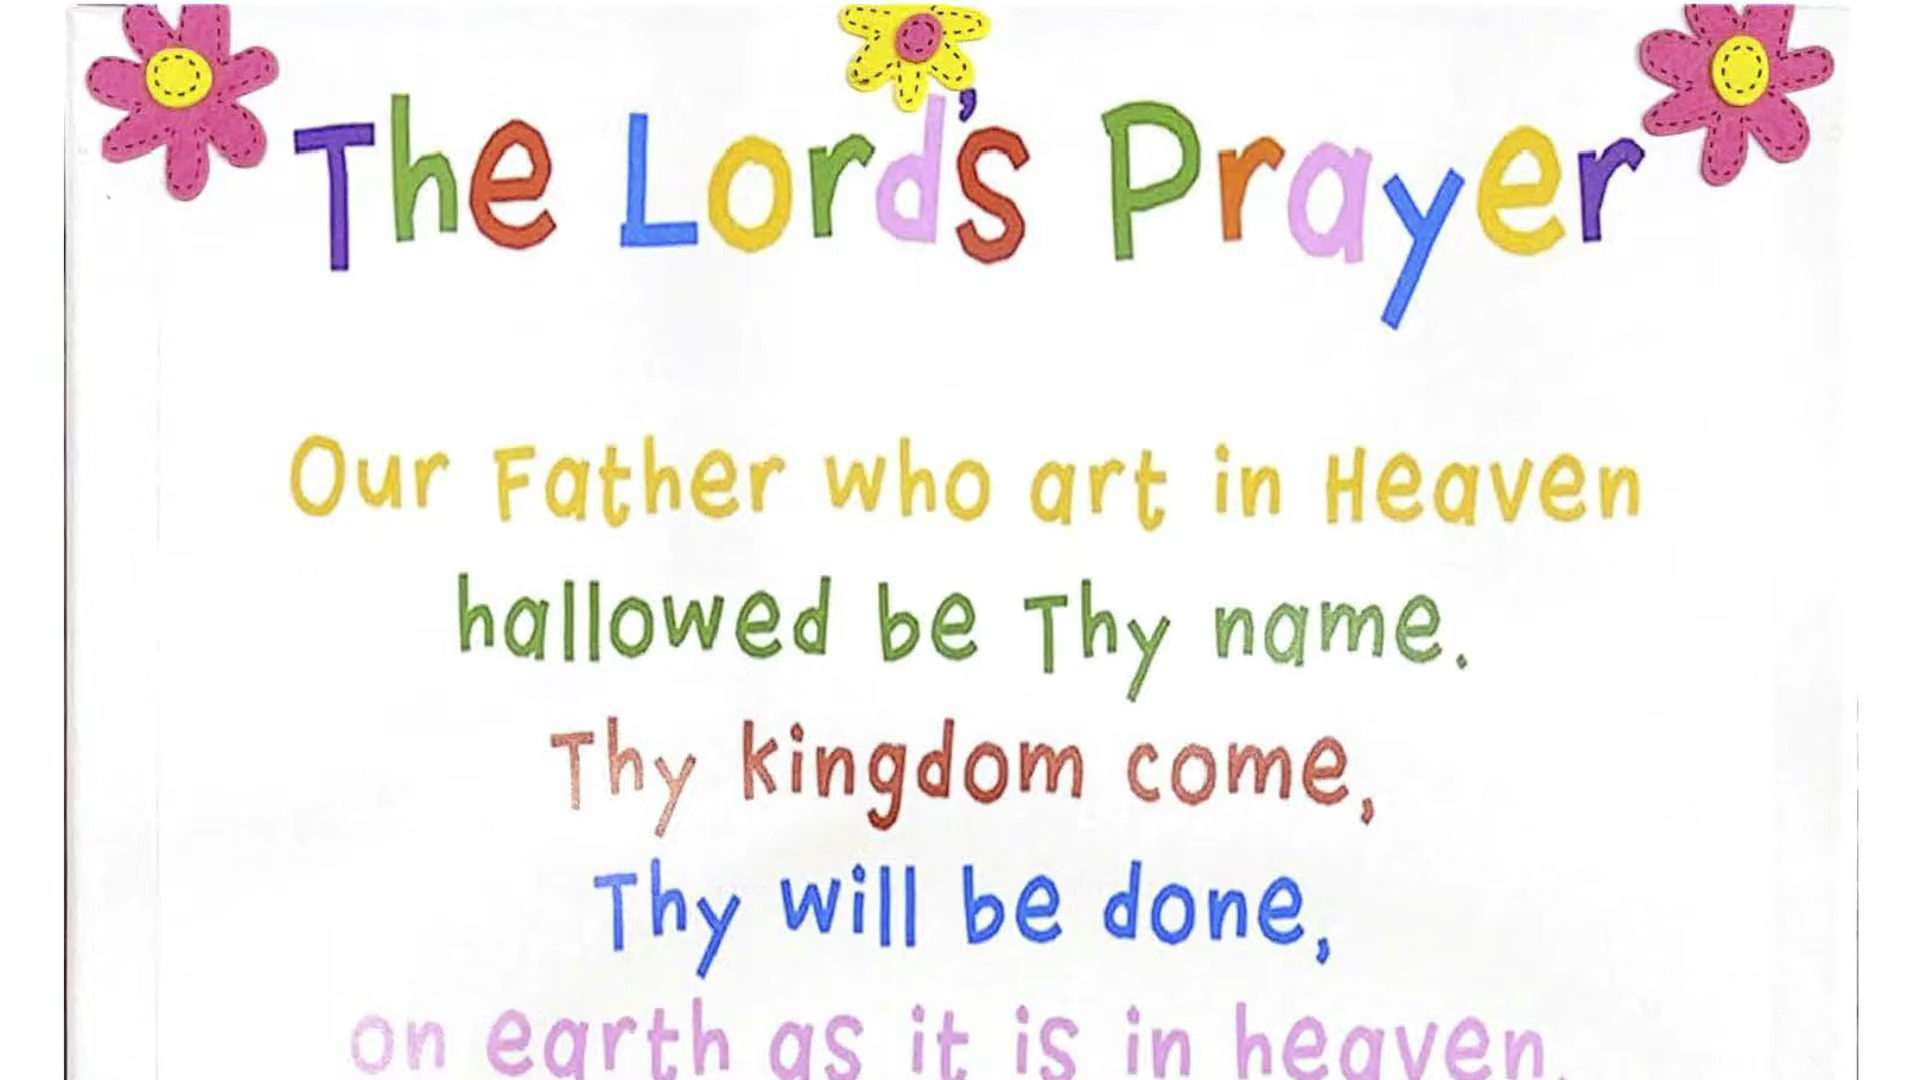 The Lord's Prayer
Our Father who art in Heaven
hallowed be Thy name.
Thy kingdom come,
Thy will be done,
on earth as it is in heaven.